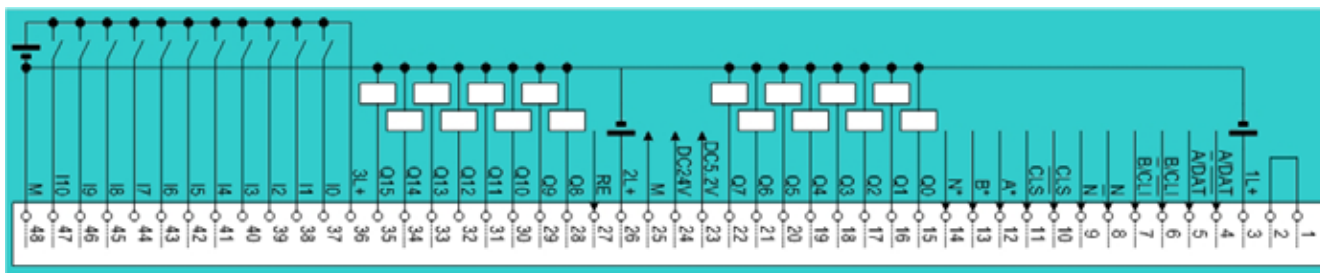 1
2
1L+ 3
A/DAT 4
A/DAT 5
B/CLI 6
B/CLI 7
N 8
N 9
CLS 10
CLS 11
A* 12
B* 13
N* 14
Q0 15
Q1 16
Q2 17
Q3 18
Q4 19
Q5 20
Q6 21
Q7 22
DC5.2V 23
DC24V 24
M 25
2L+ 26
RE 27
Q8 28
Q9 29
Q10 30
Q11 31
Q12 32
Q13 33
Q14 34
Q15 35
3L+ 36
I0 37
I1 38
I2 39
I3 40
I4 41
I5 42
I6 43
I7 44
I8 45
I9 46
I10 47
M 48